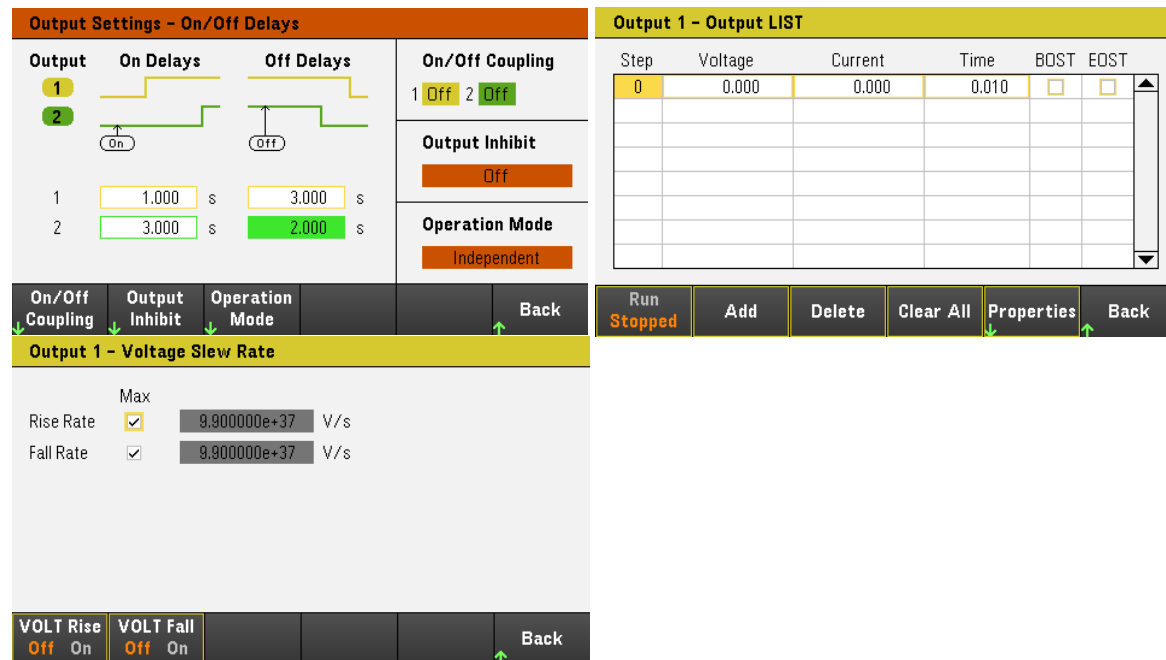 Output Settings - On/Off Delays
Output On Delays Off Delays
1
2
On Off
1 1.000 s 3.000 s
2 3.000 s 2.000 s
On/Off Coupling
1 Off 2 Off
Output Inhibit
Off
Operation Mode
Independent
On/Off Coupling Output Inhibit Operation Mode Back
Output 1 - Output LIST
Step Voltage Current Time BOST EOST
0 0.000 0.000 0.010
Run Stopped Add Delete Clear All Properties Back
Output 1 - Voltage Slew Rate
Max
Rise Rate 9.900000e+37 V/s
Fall Rate 9.900000e+37 V/s
VOLT Rise VOLT Fall
Off On Off On Back